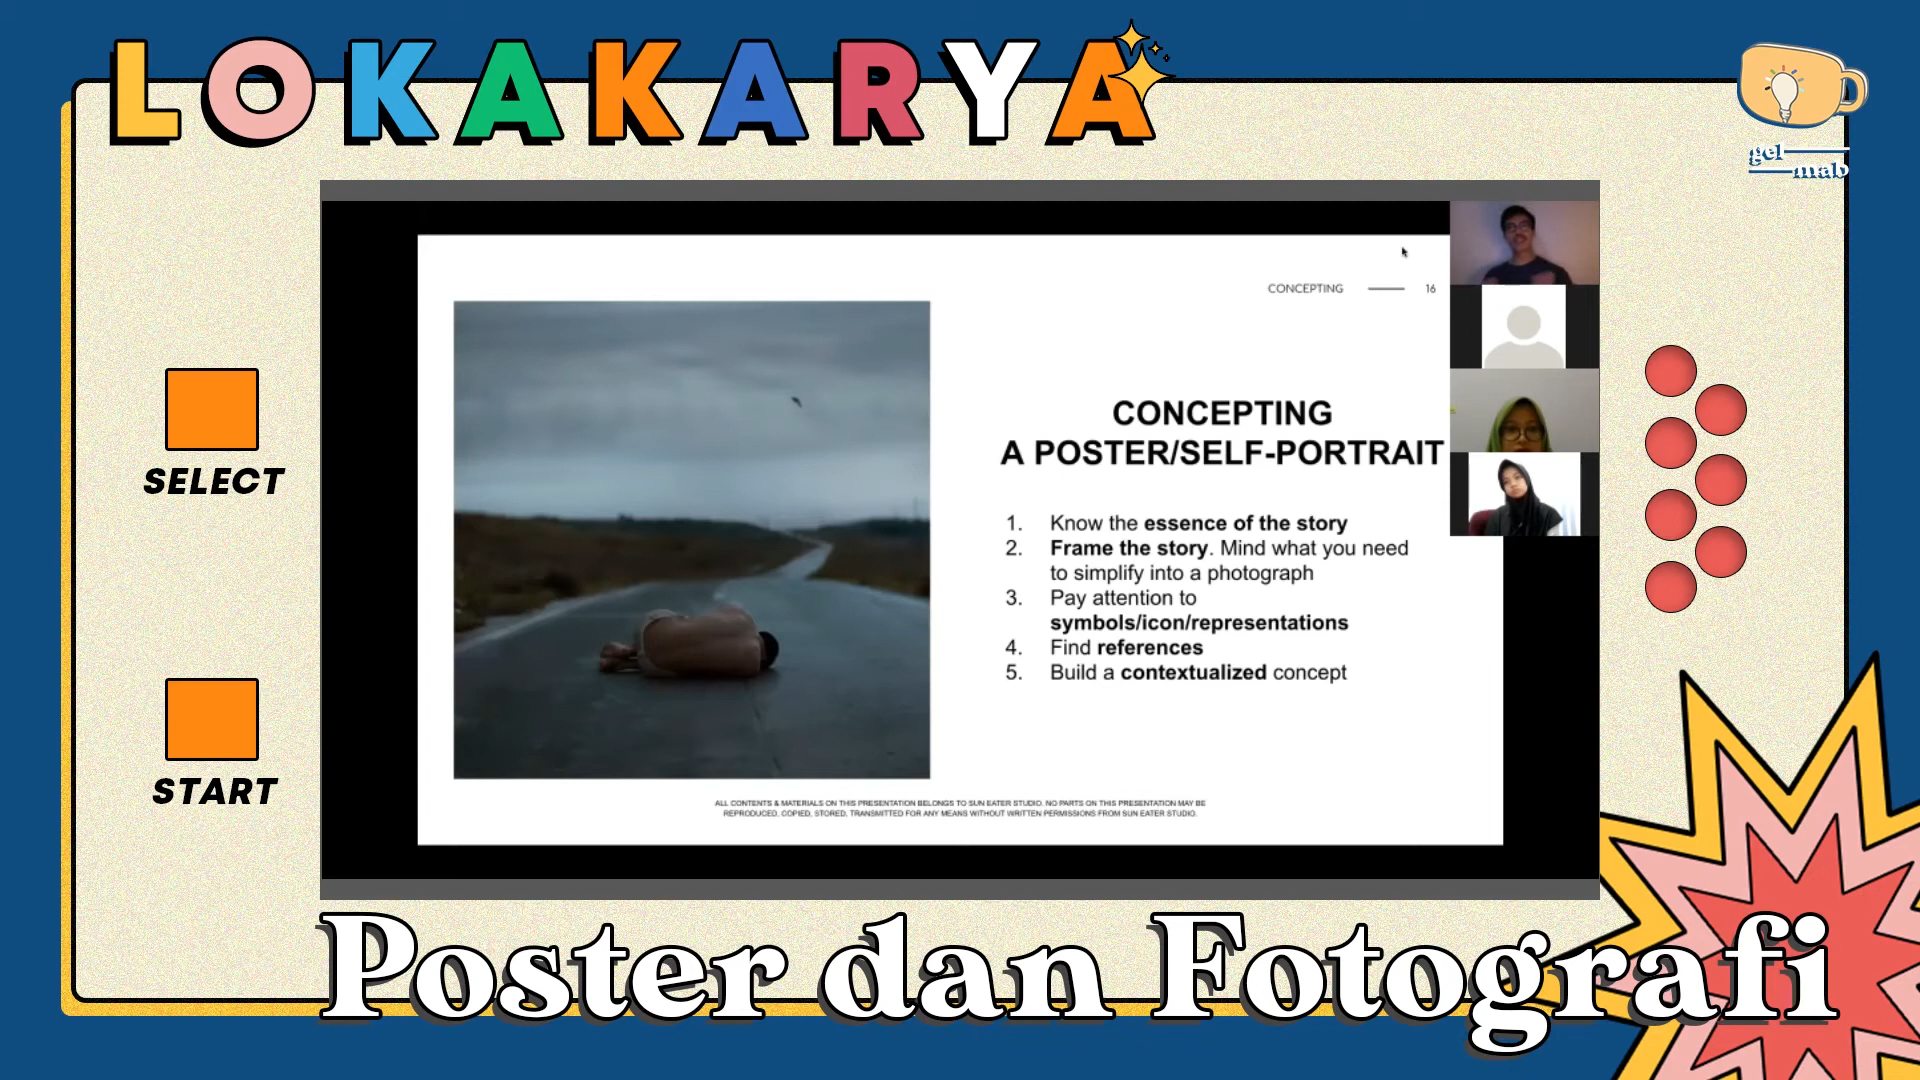 LOKAKARYA
gel
mab
CONCEPTING
16
CONCEPTING
A POSTER/SELF-PORTRAIT
1. Know the essence of the story
2. Frame the story. Mind what you need
to simplify into a photograph
3. Pay attention to
symbols/icon/representations
4. Find references
5. Build a contextualized concept
SELECT
START
ALL CONTENTS & MATERIALS ON THIS PRESENTATION BELONGS TO SUN EATER STUDIO. NO PARTS ON THIS PRESENTATION MAY BE
REPRODUCED, COPIED, STORED, TRANSMITTED FOR ANY MEANS WITHOUT WRITTEN PERMISSIONS FROM SUN EATER STUDIO.
Poster dan Fotografi